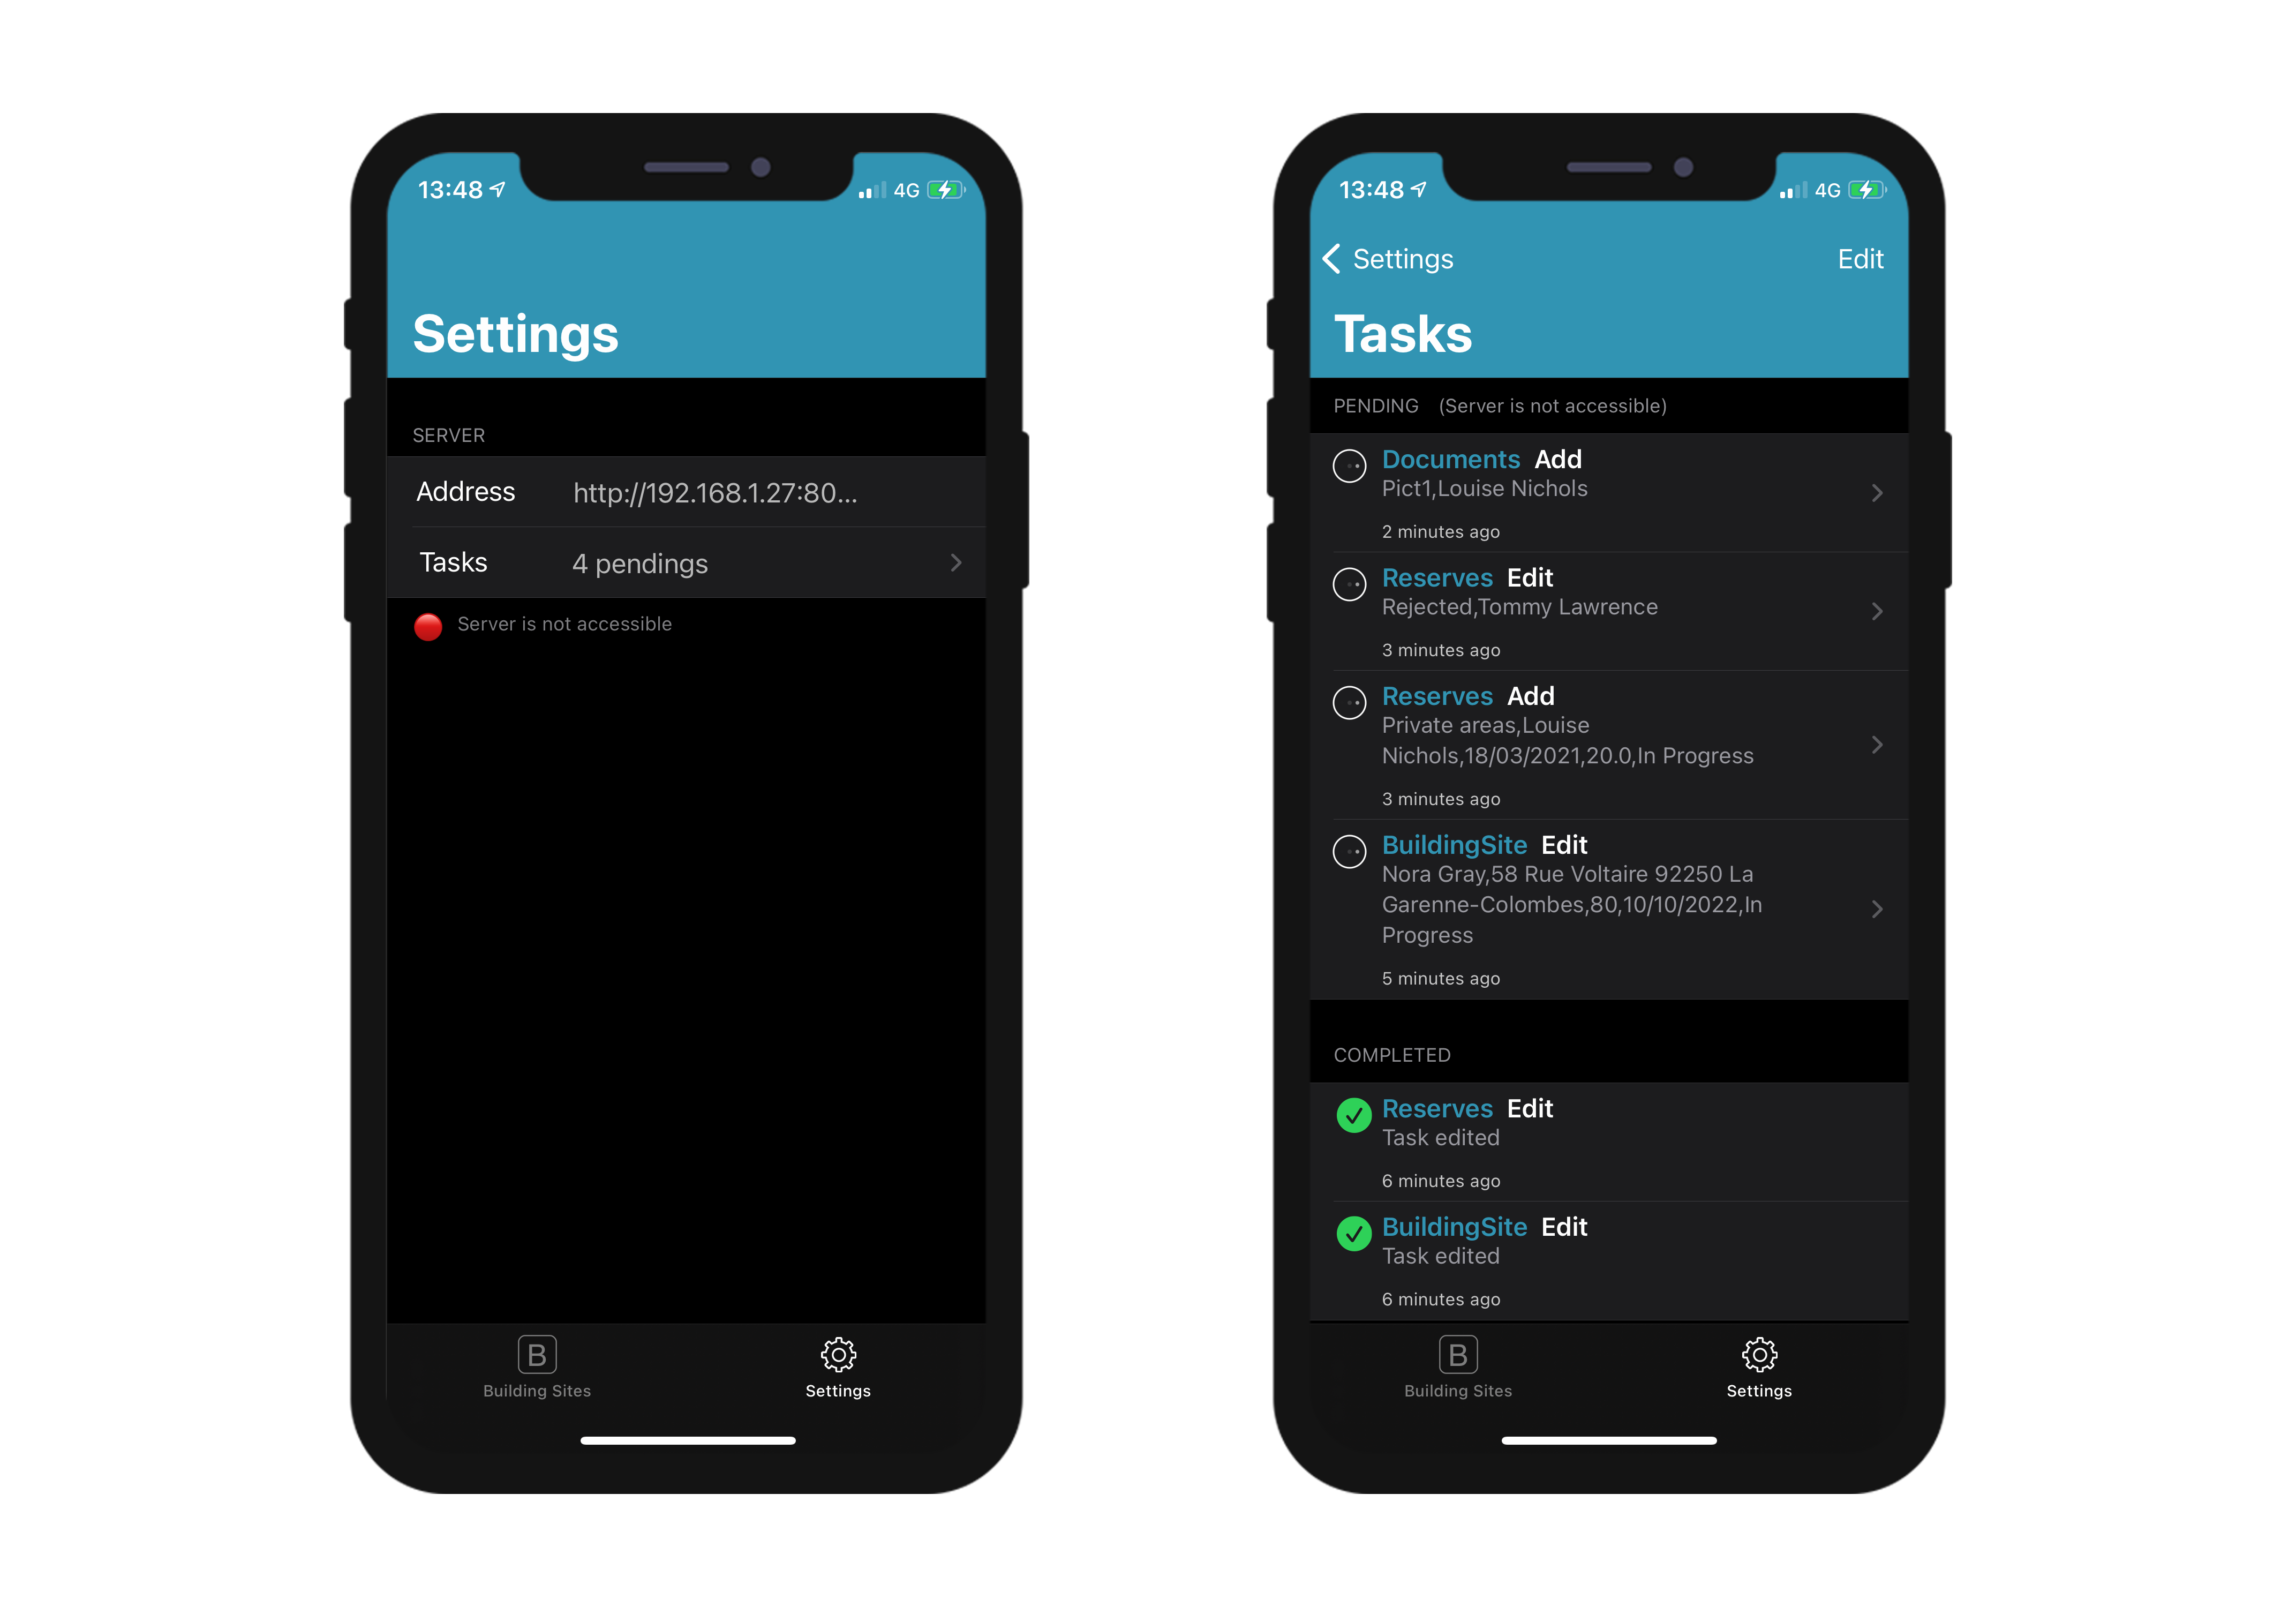 13:48
4G
Settings
SERVER
Address http://192.168.1.27:80...
Tasks 4 pendings
Server is not accessible
B
Building Sites
Settings
13:48
4G
Settings
Edit
Tasks
PENDING (Server is not accessible)
Documents Add
Pict1,Louise Nichols
2 minutes ago
Reserves Edit
Rejected,Tommy Lawrence
3 minutes ago
Reserves Add
Private areas,Louise
Nichols,18/03/2021,20.0,In Progress
3 minutes ago
BuildingSite Edit
Nora Gray,58 Rue Voltaire 92250 La
Garenne-Colombes,80,10/10/2022,In
Progress
5 minutes ago
COMPLETED
Reserves Edit
Task edited
6 minutes ago
BuildingSite Edit
Task edited
6 minutes ago
B
Building Sites
Settings